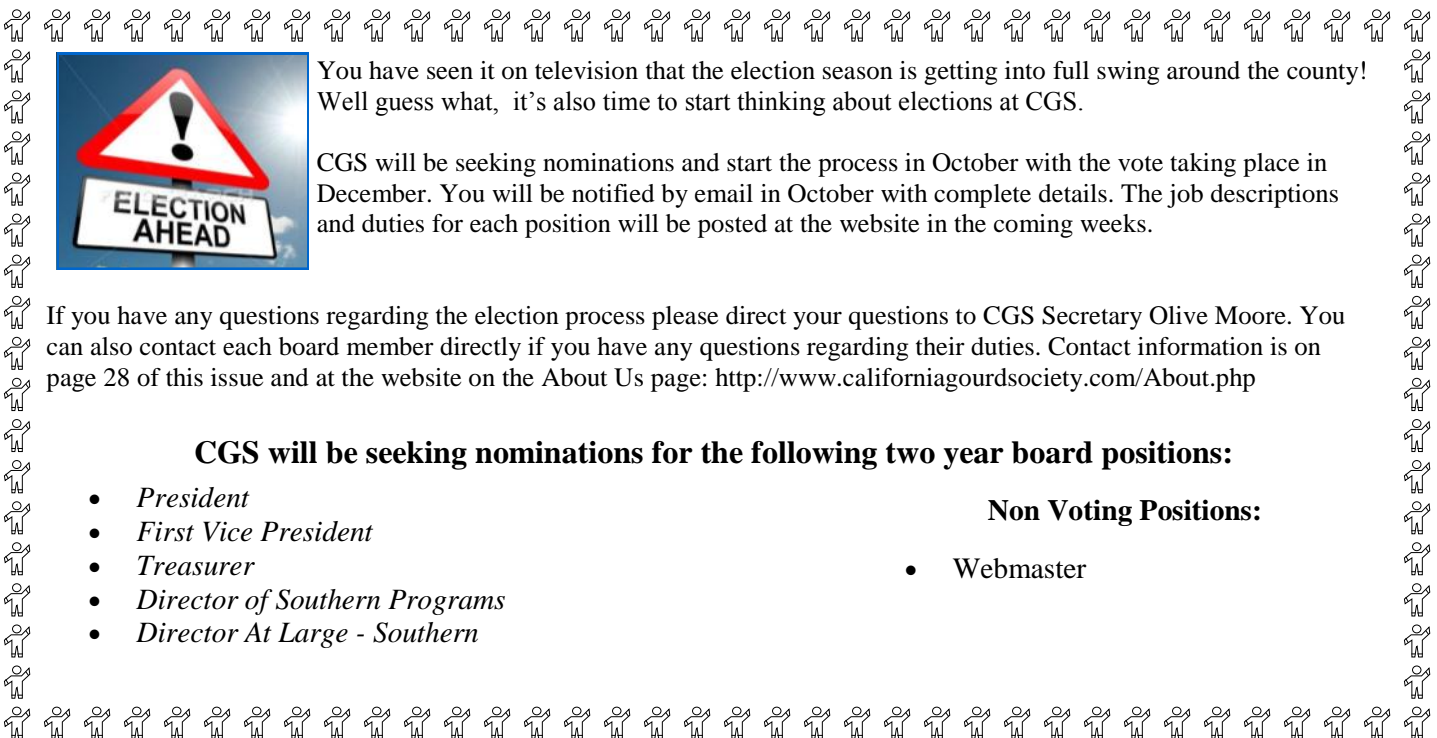 You have seen it on television that the election season is getting into full swing around the county!
Well guess what,  it's also time to start thinking about elections at CGS.
ELECTION
AHEAD
CGS will be seeking nominations and start the process in October with the vote taking place in
December. You will be notified by email in October with complete details. The job descriptions
and duties for each position will be posted at the website in the coming weeks.
If you have any questions regarding the election process please direct your questions to CGS Secretary Olive Moore. You
can also contact each board member directly if you have any questions regarding their duties. Contact information is on
page 28 of this issue and at the website on the About Us page: http://www.californiagourdsociety.com/About.php
CGS will be seeking nominations for the following two year board positions:
• President
• First Vice President
• Treasurer
• Director of Southern Programs
• Director At Large - Southern
Non Voting Positions:
• Webmaster